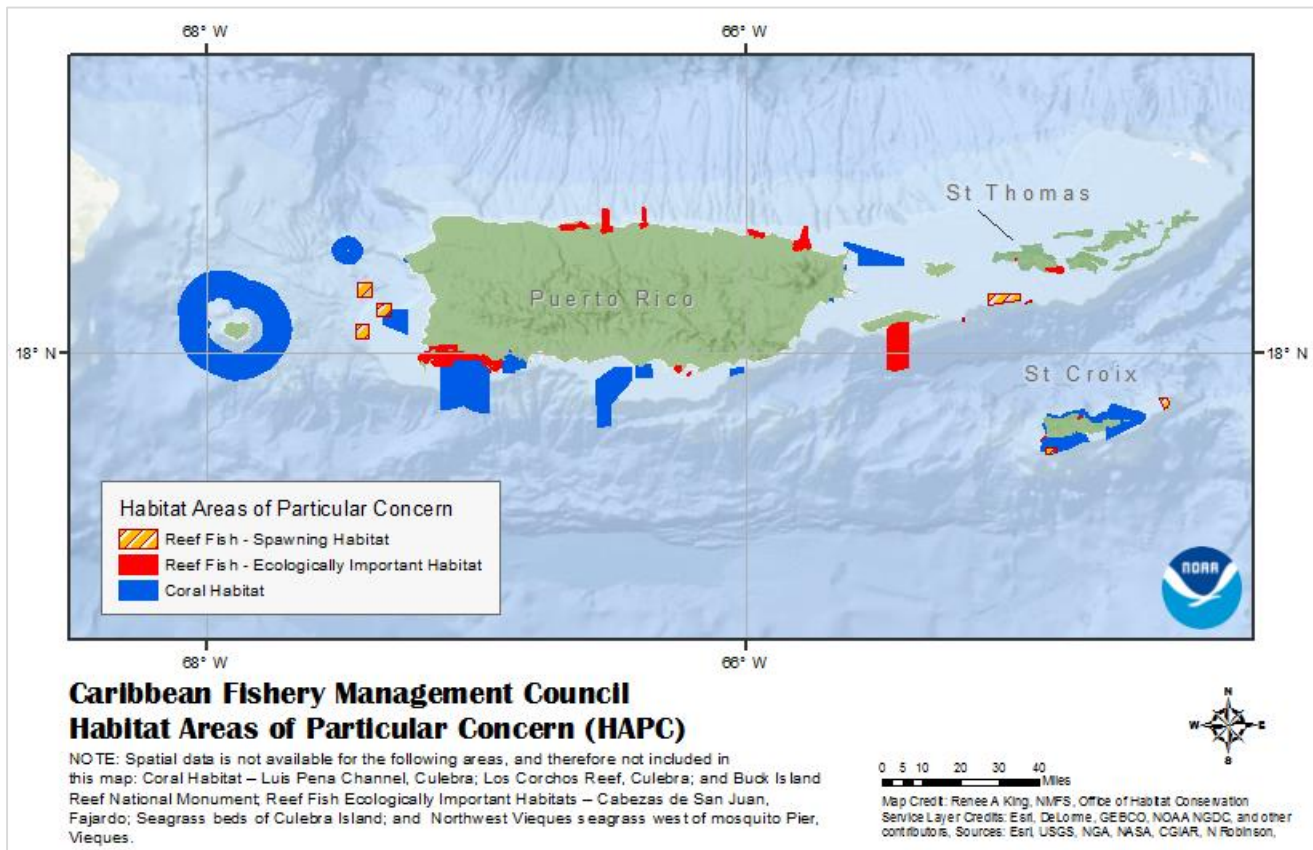 68° W
66° W
St Thomas
Puerto Rico
18° N
18° N
St Croix
Habitat Areas of Particular Concern
Reef Fish - Spawning Habitat
Reef Fish - Ecologically Important Habitat
Coral Habitat
NOAA
68° W
66° W
Caribbean Fishery Management Council
Habitat Areas of Particular Concern (HAPC)
NOTE: Spatial data is not available for the following areas, and therefore not included in
this map: Coral Habitat – Luis Pena Channel, Culebra; Los Corchos Reef, Culebra; and Buck Island
Reef National Monument; Reef Fish Ecologically Important Habitats – Cabezas de San Juan,
Fajardo; Seagrass beds of Culebra Island; and Northwest Vieques seagrass west of mosquito Pier,
Vieques.
N
W E
S
0 5 10 20 30 40
Miles
Map Credit: Renee A King, NMFS, Office of Habitat Conservation
Service Layer Credits: Esri, DeLorme, GEBCO, NOAA NGDC, and other
contributors, Sources: Esri, USGS, NGA, NASA, CGIAR, N Robinson,